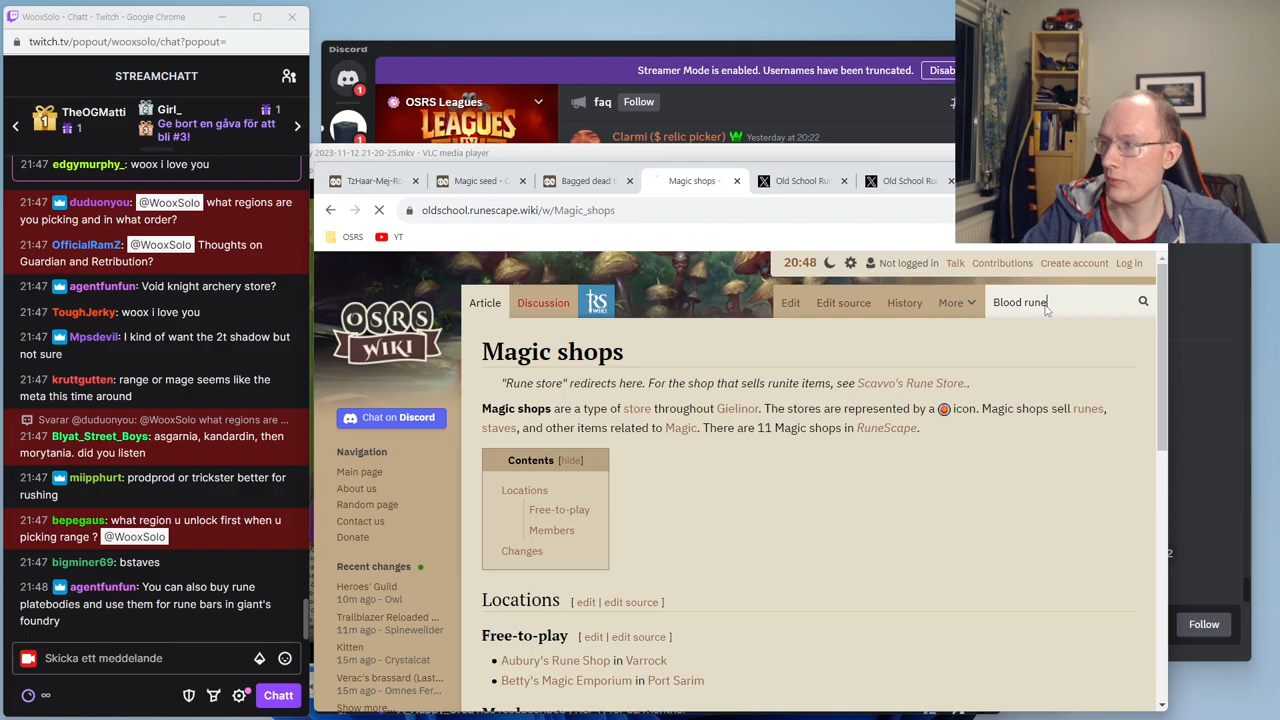 WooxSolo - Chatt - Twitch - Google Chrome
twitch.tv/popout/wooxsolo/chat?popout=
STREAMCHATT
TheOGMatti
1
Girl_
1
Ge bort en gåva för att
bli #3!
21:47 edgymurphy_: woox i love you
21:47 duduonyou: @WooxSolo what regions are
you picking and in what order?
21:47 OfficialRamZ: @WooxSolo Thoughts on
Guardian and Retribution?
21:47 agentfunfun: Void knight archery store?
21:47 ToughJerky: woox i love you
21:47 Mpsdevil: I kind of want the 2t shadow but
not sure
21:47 kruttgutten: range or mage seems like the
meta this time around
Svarar @duduonyou: @WooxSolo what regions are ...
21:47 Blyat_Street_Boys: asgarnia, kandardin, then
morytania. did you listen
21:47 miipphurt: prodprod or trickster better for
rushing
21:47 bepegaus: what region u unlock first when u
picking range ? @WooxSolo
21:47 bigminer69: bstaves
21:48 agentfunfun: You can also buy rune
platebodies and use them for rune bars in giant's
foundry
Skicka ett meddelande
∞
Chatt
Discord
Streamer Mode is enabled. Usernames have been truncated.
Disab
1
OSRS Leagues
LEAGUES
faq
Follow
Clarmi ($ relic picker) Yesterday at 20:22
y 2023-11-12 21-20-25.mkv - VLC media player
TzHaar-Mej-Ro
Magic seed - O
Bagged dead t
Magic shops -
Old School Ru
Old School Ru
oldschool.runescape.wiki/w/Magic_shops
OSRS
YT
20:48
Not logged in
Talk
Contributions
Create account
Log in
Article
Discussion
RS
WIKI
Edit
Edit source
History
More
Blood rune
OSRS
WIKI
Chat on Discord
Navigation
Main page
About us
Random page
Contact us
Donate
Recent changes
Heroes' Guild
10m ago - Owl
Trailblazer Reloaded ...
11m ago - Spineweilder
Kitten
15m ago - Crystalcat
Verac's brassard (Last...
15m ago - Omnes Fer...
Show more...
Magic shops
"Rune store" redirects here. For the shop that sells runite items, see Scavvo's Rune Store..
Magic shops are a type of store throughout Gielinor. The stores are represented by a icon. Magic shops sell runes,
staves, and other items related to Magic. There are 11 Magic shops in RuneScape.
Contents [hide]
Locations
Free-to-play
Members
Changes
Locations [ edit | edit source ]
Free-to-play [ edit | edit source ]
Aubury's Rune Shop in Varrock
Betty's Magic Emporium in Port Sarim
Follow